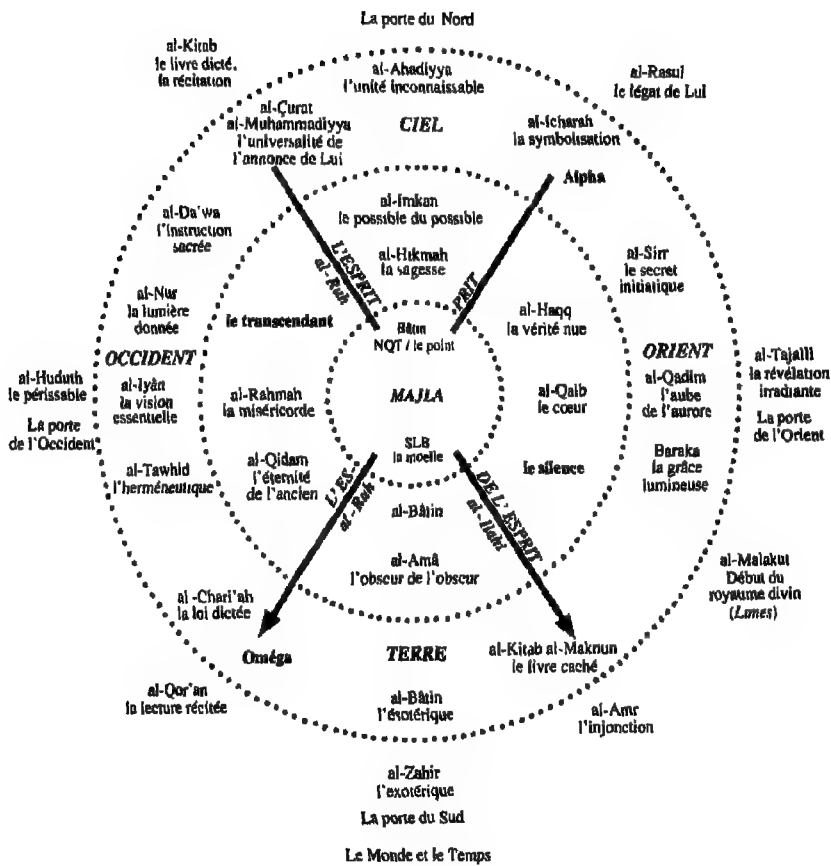 La porte du Nord
al-Kitab
le livre dicté,
la récitation
al-Ahadiyya
l'unité inconnaissable
al-Rasul
le légat de Lui
al-Çurat
al-Muhammadiyya
l'universalité de
l'annonce de Lui
CIEL
al-Icharah
la symbolisation
Alpha
al-Imkan
le possible du possible
al-Da'wa
l'instruction
sacrée
L'ESPRIT
al-Ruh
al-Hikmah
la sagesse
PRIT
al-Sirr
le secret
initiatique
al-Nur
la lumière
donnée
le transcendant
Bâtin
NQT / le point
al-Haqq
la vérité nue
OCCIDENT
ORIENT
al-Huduth
le périssable
al-Iyân
la vision
essentielle
al-Rahmah
la miséricorde
MAJLA
al-Qalb
le cœur
al-Qadim
l'aube
de l'aurore
al-Tajalli
la révélation
irradiante
La porte
de l'Occident
La porte
de l'Orient
al-Tawhid
l'herméneutique
al-Qidam
l'éternité
de l'ancien
SLB
la moelle
le silence
Baraka
la grâce
lumineuse
L'ES-
al-Ruh
DE L'ESPRIT
al-Ilahi
al-Bâtin
al-Amâ
l'obscur de l'obscur
al-Malakut
Début du
royaume divin
(Lunes)
al-Chari'ah
la loi dictée
Oméga
TERRE
al-Kitab al-Maknun
le livre caché
al-Qor'an
la lecture récitée
al-Bâtin
l'ésotérique
al-Amr
l'injonction
al-Zahir
l'exotérique
La porte du Sud
Le Monde et le Temps